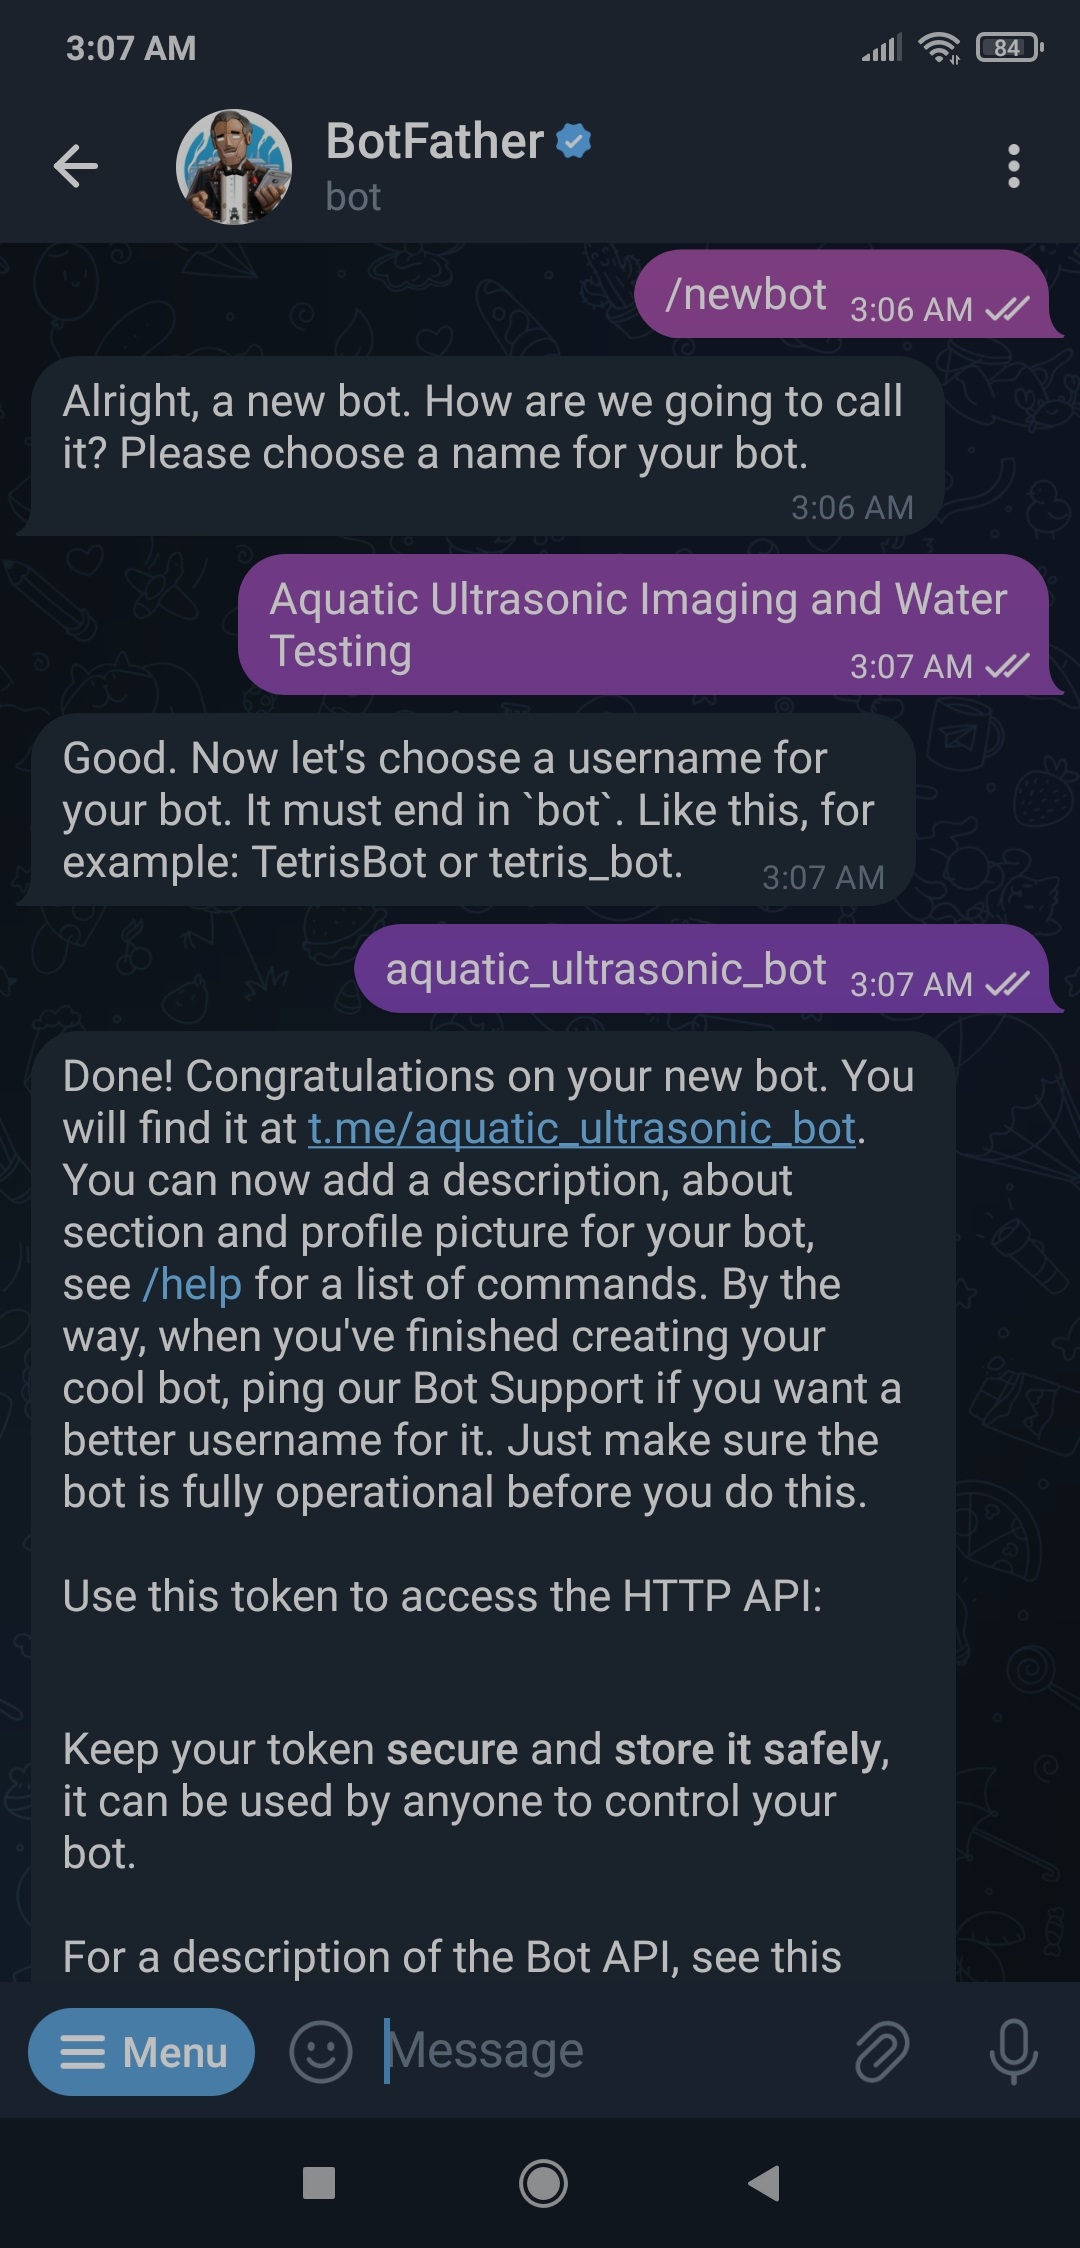 3:07 AM
84
BotFather
bot
/newbot 3:06 AM
Alright, a new bot. How are we going to call
it? Please choose a name for your bot.
3:06 AM
Aquatic Ultrasonic Imaging and Water
Testing 3:07 AM
Good. Now let's choose a username for
your bot. It must end in `bot`. Like this, for
example: TetrisBot or tetris_bot. 3:07 AM
aquatic_ultrasonic_bot 3:07 AM
Done! Congratulations on your new bot. You
will find it at t.me/aquatic_ultrasonic_bot.
You can now add a description, about
section and profile picture for your bot,
see /help for a list of commands. By the
way, when you've finished creating your
cool bot, ping our Bot Support if you want a
better username for it. Just make sure the
bot is fully operational before you do this.
Use this token to access the HTTP API:
Keep your token secure and store it safely,
it can be used by anyone to control your
bot.
For a description of the Bot API, see this
Menu
Message